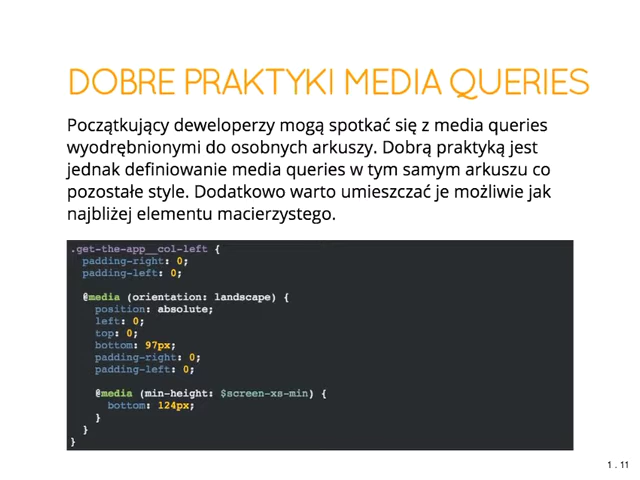 DOBRE PRAKTYKI MEDIA QUERIES
Początkujący deweloperzy mogą spotkać się z media queries
wyodrębnionymi do osobnych arkuszy. Dobrą praktyką jest
jednak definiowanie media queries w tym samym arkuszu co
pozostałe style. Dodatkowo warto umieszczać je możliwie jak
najbliżej elementu macierzystego.
.get-the-app__col-left {
  padding-right: 0;
  padding-left: 0;

  @media (orientation: landscape) {
    position: absolute;
    left: 0;
    top: 0;
    bottom: 97px;
    padding-right: 0;
    padding-left: 0;

    @media (min-height: $screen-xs-min) {
      bottom: 124px;
    }
  }
}
1 . 11